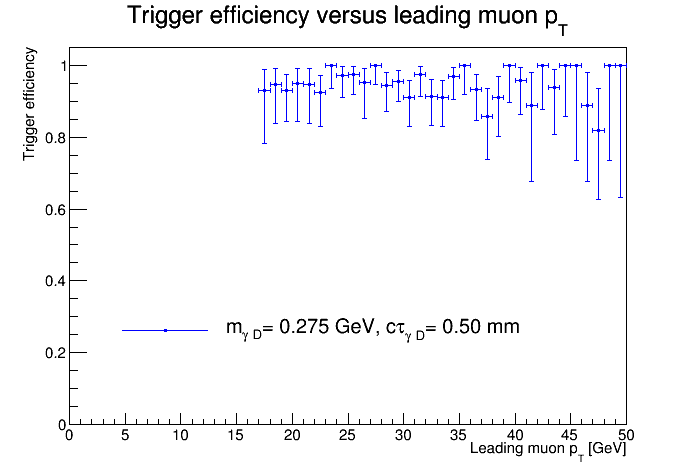 Trigger efficiency versus leading muon p_T
Trigger efficiency
1
0.8
0.6
0.4
0.2
0
m_γ D= 0.275 GeV, cτ_γ D= 0.50 mm
0 5 10 15 20 25 30 35 40 45 50
Leading muon p_T [GeV]